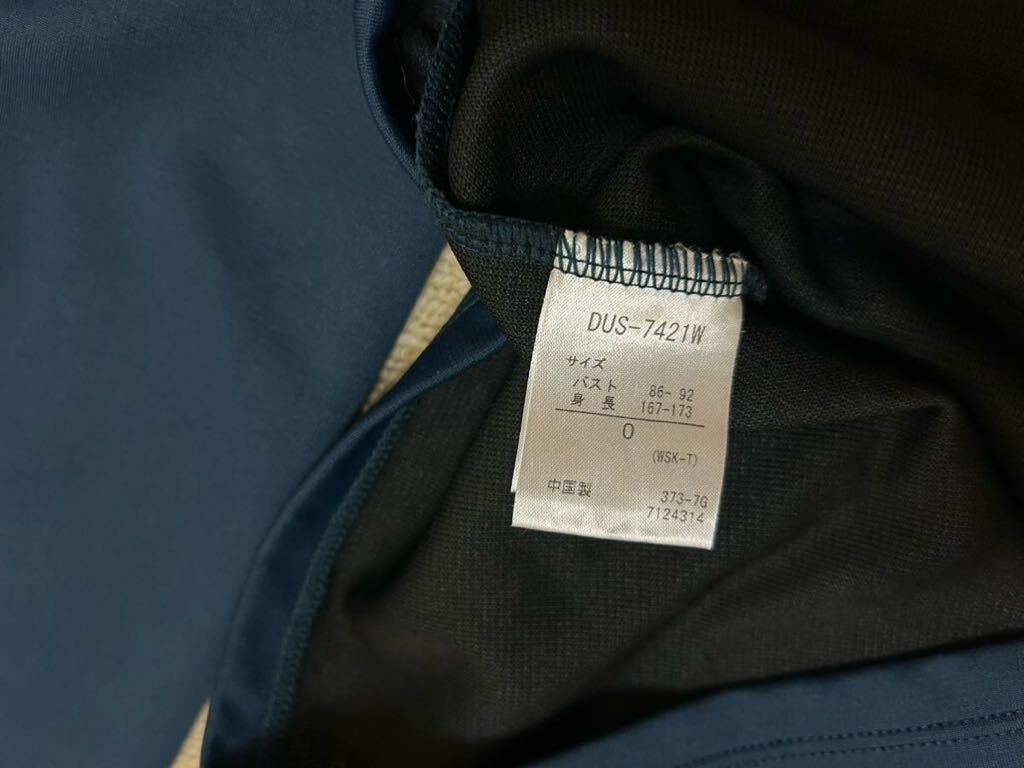 DUS-7421W
サイズ
バスト 86- 92
身 長 167-173
O
(WSK-T)
中国製 373-7G
7124314